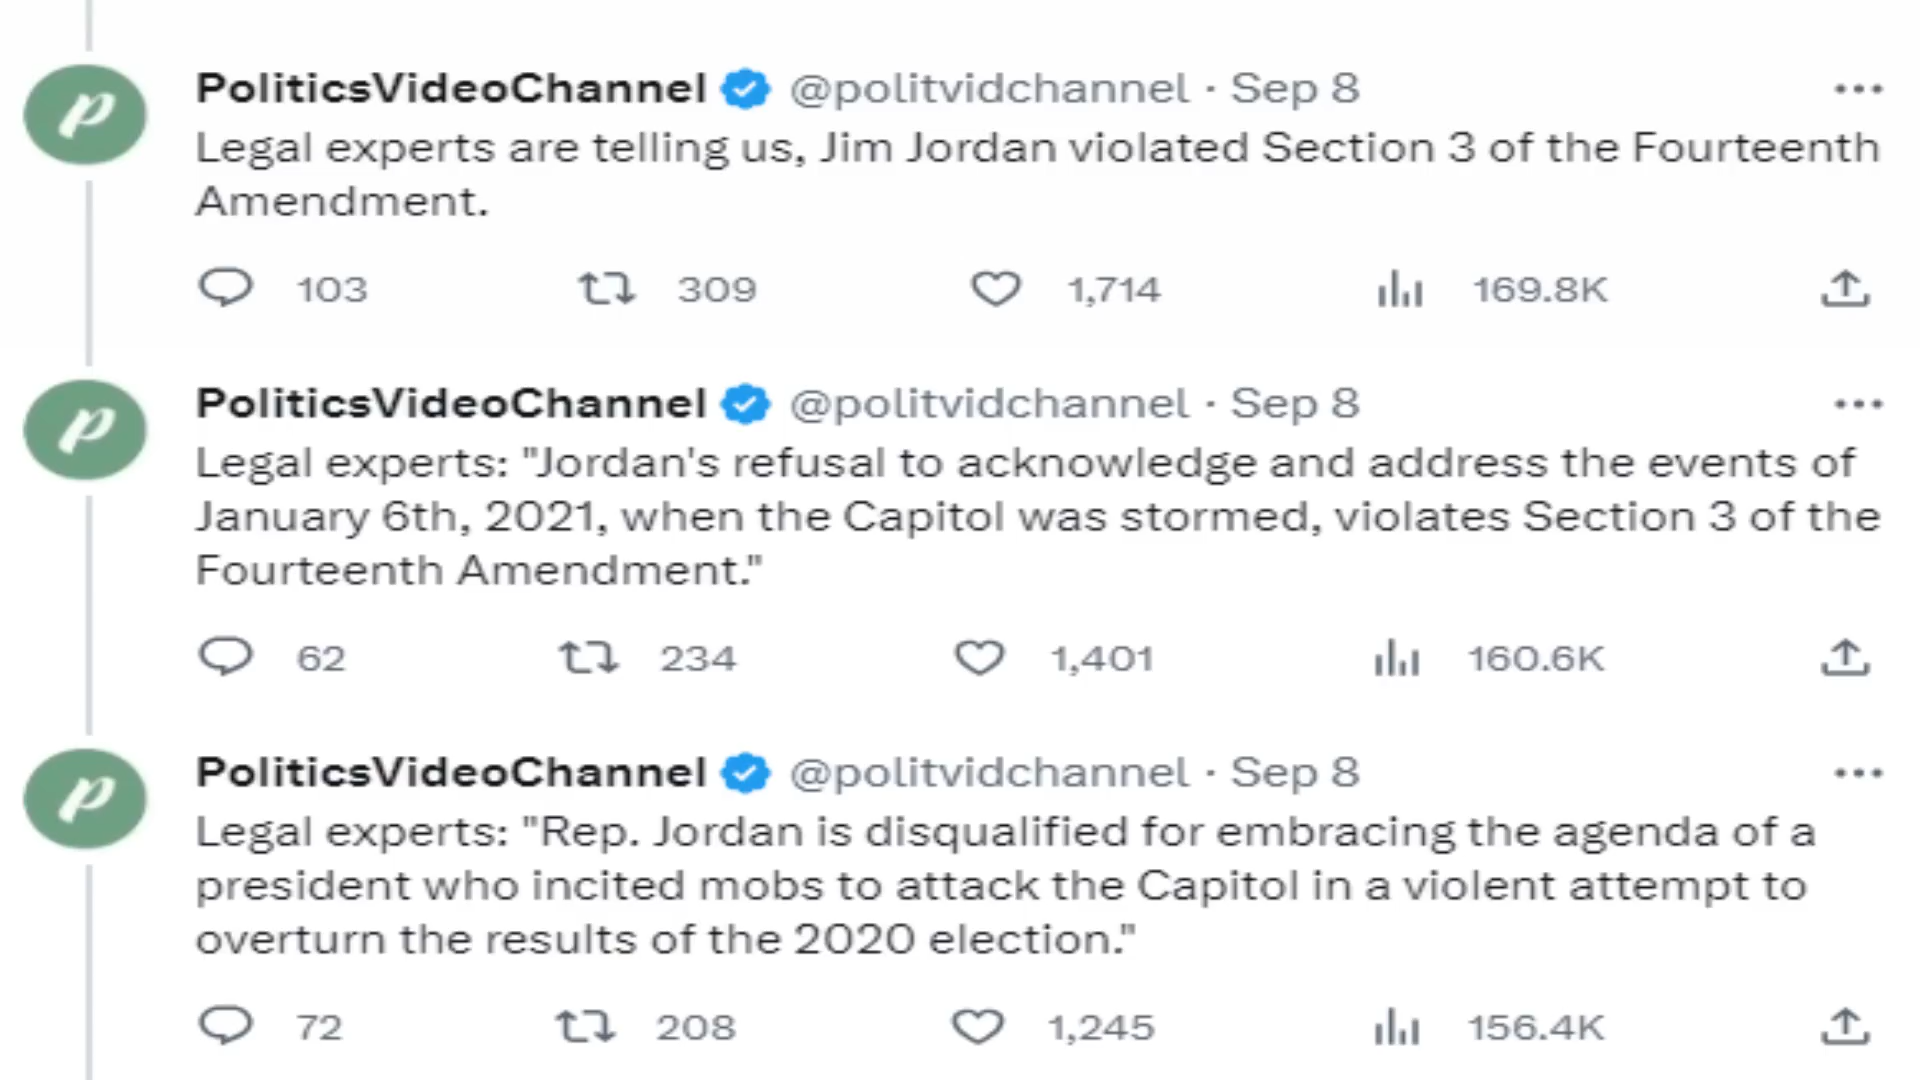 PoliticsVideoChannel @politvidchannel · Sep 8
Legal experts are telling us, Jim Jordan violated Section 3 of the Fourteenth
Amendment.
103 309 1,714 169.8K
PoliticsVideoChannel @politvidchannel · Sep 8
Legal experts: "Jordan's refusal to acknowledge and address the events of
January 6th, 2021, when the Capitol was stormed, violates Section 3 of the
Fourteenth Amendment."
62 234 1,401 160.6K
PoliticsVideoChannel @politvidchannel · Sep 8
Legal experts: "Rep. Jordan is disqualified for embracing the agenda of a
president who incited mobs to attack the Capitol in a violent attempt to
overturn the results of the 2020 election."
72 208 1,245 156.4K